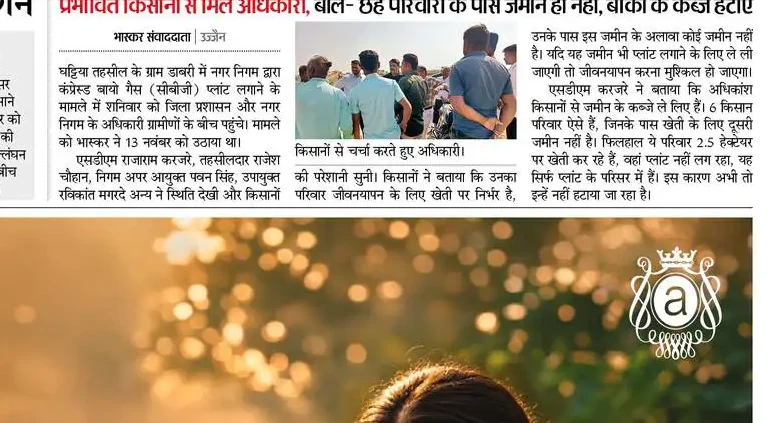 प्रभावित किसानों से मिले अधिकारी, बोले- छह परिवारों के पास जमीन ही नहीं, बाकी के कब्जे हटाए
भास्कर संवाददाता | उज्जैन
घट्टिया तहसील के ग्राम डाबरी में नगर निगम द्वारा
कंप्रेस्ड बायो गैस (सीबीजी) प्लांट लगाने के
मामले में शनिवार को जिला प्रशासन और नगर
निगम के अधिकारी ग्रामीणों के बीच पहुंचे। मामले
को भास्कर ने 13 नवंबर को उठाया था।
एसडीएम राजाराम करजरे, तहसीलदार राजेश
चौहान, निगम अपर आयुक्त पवन सिंह, उपायुक्त
रविकांत मगरदे अन्य ने स्थिति देखी और किसानों
किसानों से चर्चा करते हुए अधिकारी।
की परेशानी सुनी। किसानों ने बताया कि उनका
परिवार जीवनयापन के लिए खेती पर निर्भर है,
उनके पास इस जमीन के अलावा कोई जमीन नहीं
है। यदि यह जमीन भी प्लांट लगाने के लिए ले ली
जाएगी तो जीवनयापन करना मुश्किल हो जाएगा।
एसडीएम करजरे ने बताया कि अधिकांश
किसानों से जमीन के कब्जे ले लिए हैं। 6 किसान
परिवार ऐसे हैं, जिनके पास खेती के लिए दूसरी
जमीन नहीं है। फिलहाल ये परिवार 2.5 हेक्टेयर
पर खेती कर रहे हैं, वहां प्लांट नहीं लग रहा, यह
सिर्फ प्लांट के परिसर में हैं। इस कारण अभी तो
इन्हें नहीं हटाया जा रहा है।
को
की
a